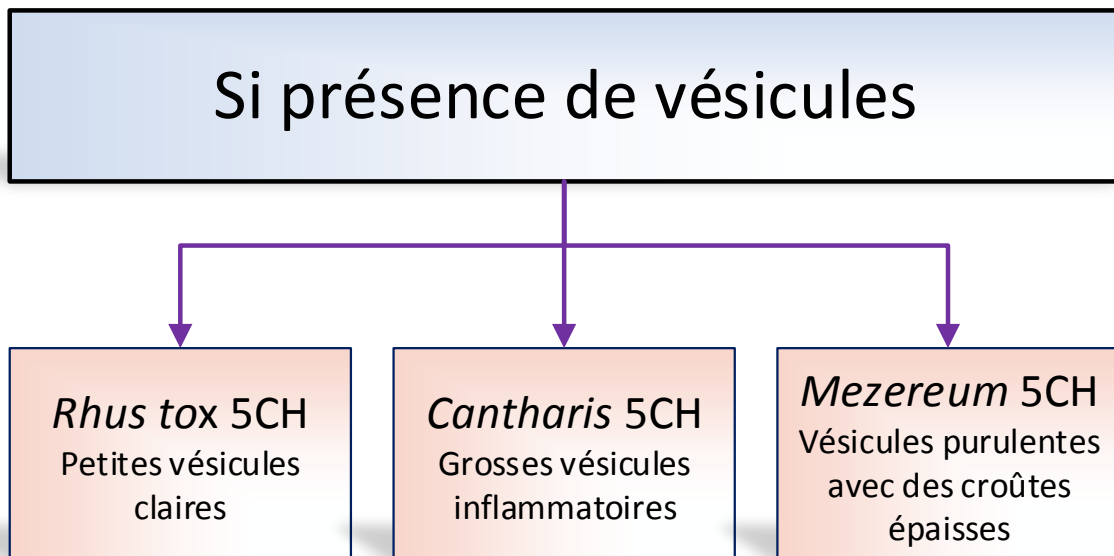 Si présence de vésicules
Rhus tox 5CH
Petites vésicules
claires
Cantharis 5CH
Grosses vésicules
inflammatoires
Mezereum 5CH
Vésicules purulentes
avec des croûtes
épaisses